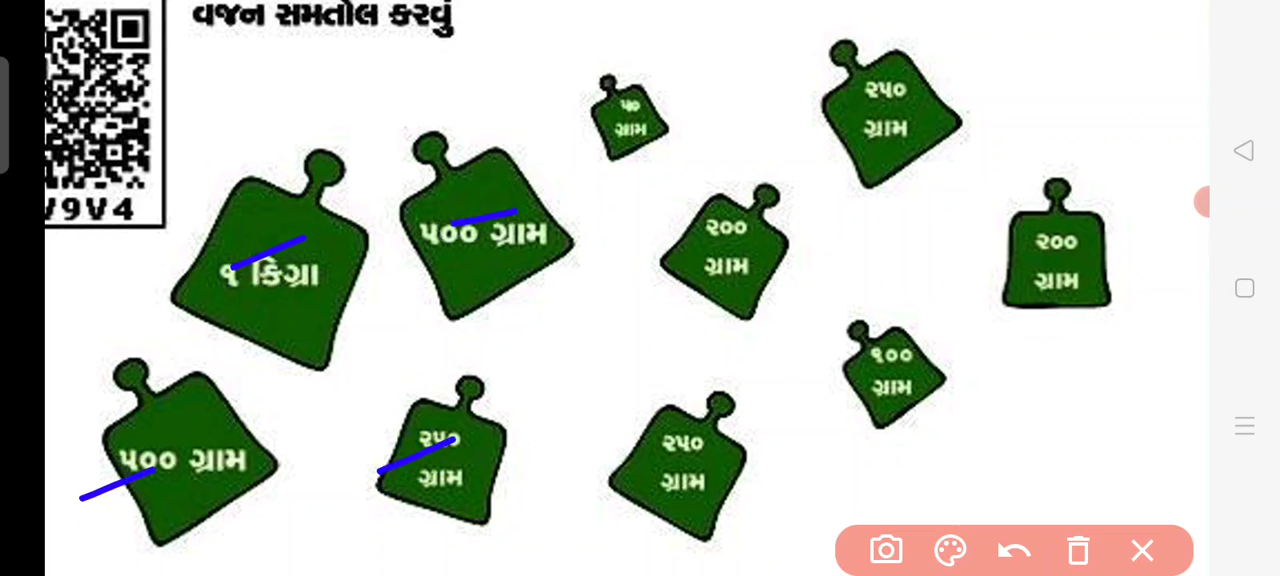 વજન સમતોલ કરવું
V9V4
૫૦
ગ્રામ
૨૫૦
ગ્રામ
૧ કિગ્રા
૫૦૦ ગ્રામ
૨૦૦
ગ્રામ
૨૦૦
ગ્રામ
૧૦૦
ગ્રામ
૫૦૦ ગ્રામ
૨૫૦
ગ્રામ
૨૫૦
ગ્રામ